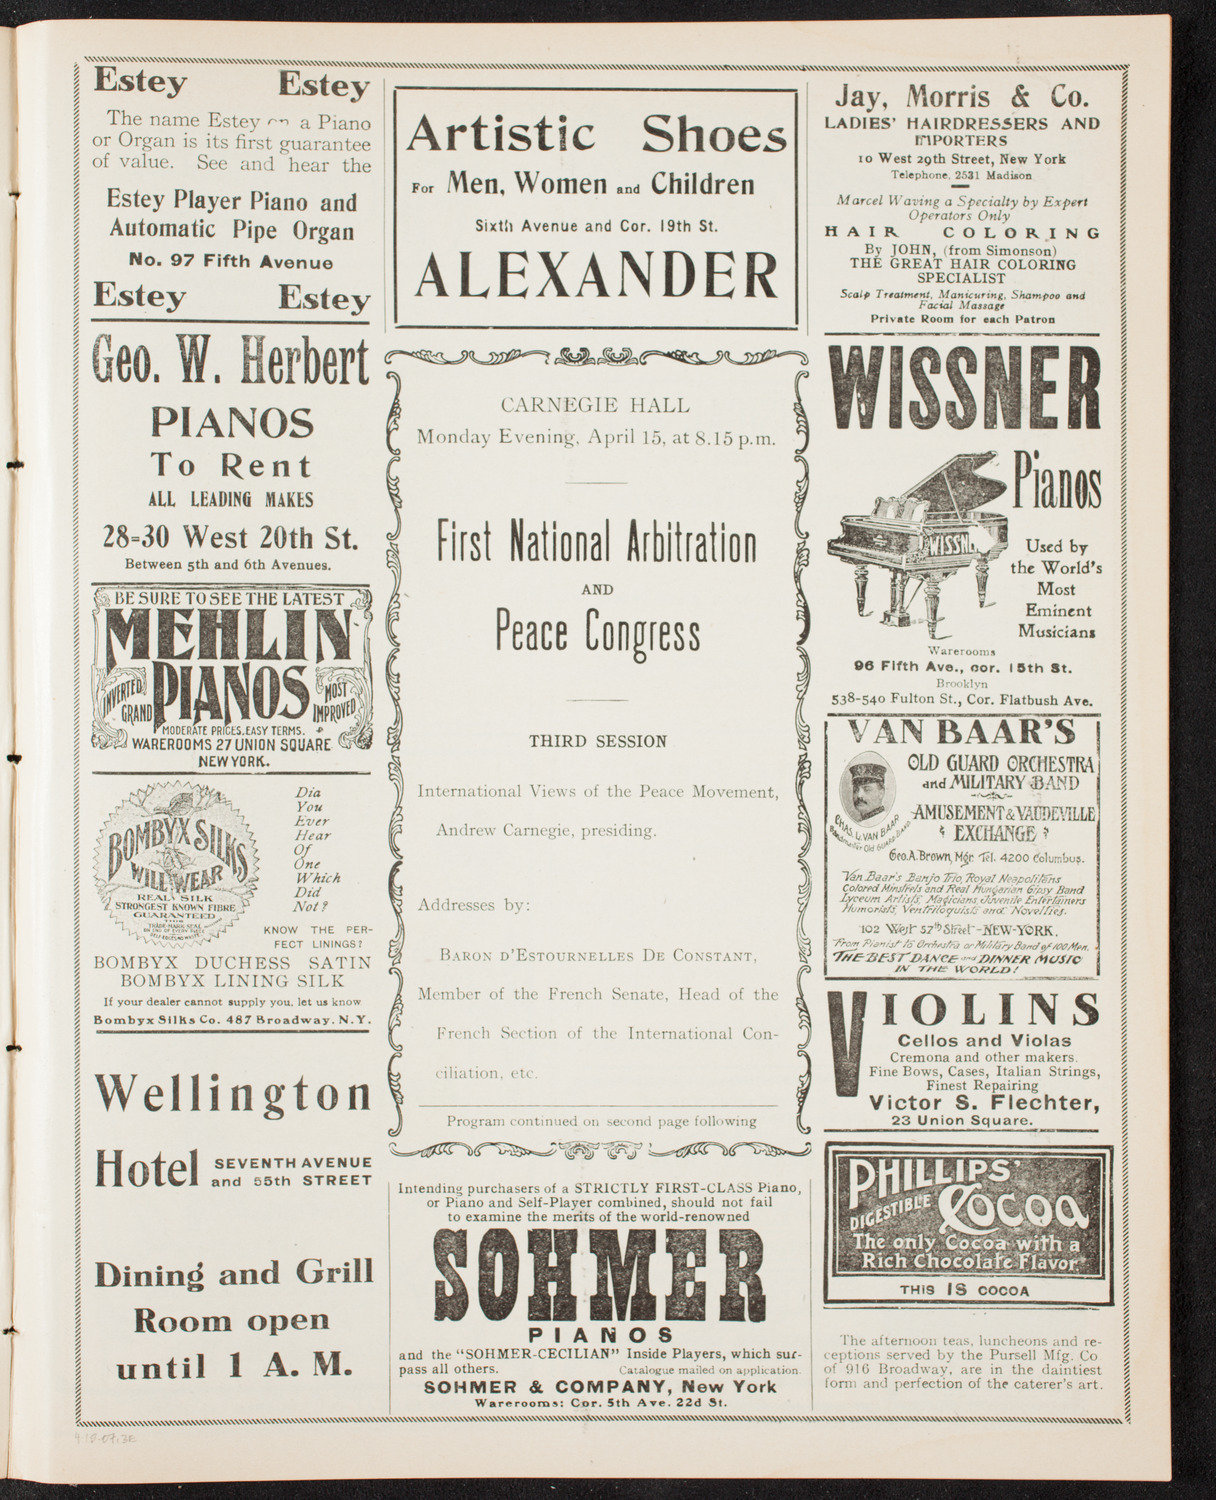 Estey Estey
The name Estey on a Piano
or Organ is its first guarantee
of value. See and hear the
Estey Player Piano and
Automatic Pipe Organ
No. 97 Fifth Avenue
Estey Estey
Geo. W. Herbert
PIANOS
To Rent
ALL LEADING MAKES
28=30 West 20th St.
Between 5th and 6th Avenues.
BE SURE TO SEE THE LATEST
MEHLIN
INVERTED
GRAND
PIANOS
MOST
IMPROVED
MODERATE PRICES. EASY TERMS.
WAREROOMS 27 UNION SQUARE
NEW YORK.
BOMBYX SILKS
WILL WEAR
REAL SILK
STRONGEST KNOWN FIBRE
GUARANTEED
Dia
You
Ever
Hear
Of
One
Which
Did
Not?
KNOW THE PER-
FECT LININGS?
BOMBYX DUCHESS SATIN
BOMBYX LINING SILK
If your dealer cannot supply you, let us know
Bombyx Silks Co. 487 Broadway, N.Y.
Wellington
Hotel SEVENTH AVENUE
and 55th STREET
Dining and Grill
Room open
until 1 A. M.
Artistic Shoes
For Men, Women and Children
Sixth Avenue and Cor. 19th St.
ALEXANDER
CARNEGIE HALL
Monday Evening, April 15, at 8.15 p.m.
First National Arbitration
AND
Peace Congress
THIRD SESSION
International Views of the Peace Movement,
Andrew Carnegie, presiding.
Addresses by:
BARON D'ESTOURNELLES DE CONSTANT,
Member of the French Senate, Head of the
French Section of the International Con-
ciliation, etc.
Program continued on second page following
Intending purchasers of a STRICTLY FIRST-CLASS Piano,
or Piano and Self-Player combined, should not fail
to examine the merits of the world-renowned
SOHMER
PIANOS
and the "SOHMER-CECILIAN" Inside Players, which sur-
pass all others. Catalogue mailed on application.
SOHMER & COMPANY, New York
Warerooms: Cor. 5th Ave. 22d St.
Jay, Morris & Co.
LADIES' HAIRDRESSERS AND
IMPORTERS
10 West 29th Street, New York
Telephone, 2531 Madison
Marcel Waving a Specialty by Expert
Operators Only
HAIR COLORING
By JOHN, (from Simonson)
THE GREAT HAIR COLORING
SPECIALIST
Scalp Treatment, Manicuring, Shampoo and
Facial Massage
Private Room for each Patron
WISSNER
Pianos
WISSN
Used by
the World's
Most
Eminent
Musicians
Warerooms
96 Fifth Ave., cor. 15th St.
Brooklyn
538-540 Fulton St., Cor. Flatbush Ave.
VAN BAAR'S
OLD GUARD ORCHESTRA
and MILITARY BAND
CHAS. L. VAN BAAR
Bandmaster Old Guard Band
AMUSEMENT & VAUDEVILLE
EXCHANGE
Geo. A. Brown, Mgr. Tel. 4200 Columbus.
Van Baar's Banjo Trio, Royal Neapolitans
Colored Minstrels and Real Hungarian Gipsy Band
Lyceum Artists, Magicians, Juvenile Entertainers
Humorists, Ventriloquists and Novelties.
102 West 57th Street - NEW-YORK.
"From Pianist to Orchestra or Military Band of 100 Men.
THE BEST DANCE and DINNER MUSIC
IN THE WORLD!
VIOLINS
Cellos and Violas
Cremona and other makers.
Fine Bows, Cases, Italian Strings,
Finest Repairing
Victor S. Flechter,
23 Union Square.
PHILLIPS'
DIGESTIBLE Cocoa
The only Cocoa with a
Rich Chocolate Flavor
THIS IS COCOA
The afternoon teas, luncheons and re-
ceptions served by the Pursell Mfg. Co
of 916 Broadway, are in the daintiest
form and perfection of the caterer's art.